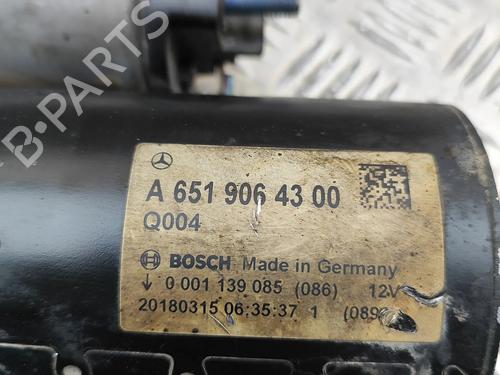 A 651 906 43 00
Q004
BOSCH Made in Germany
0 001 139 085 (086) 12V
20180315 06:35:37 1 (089
B-PARTS